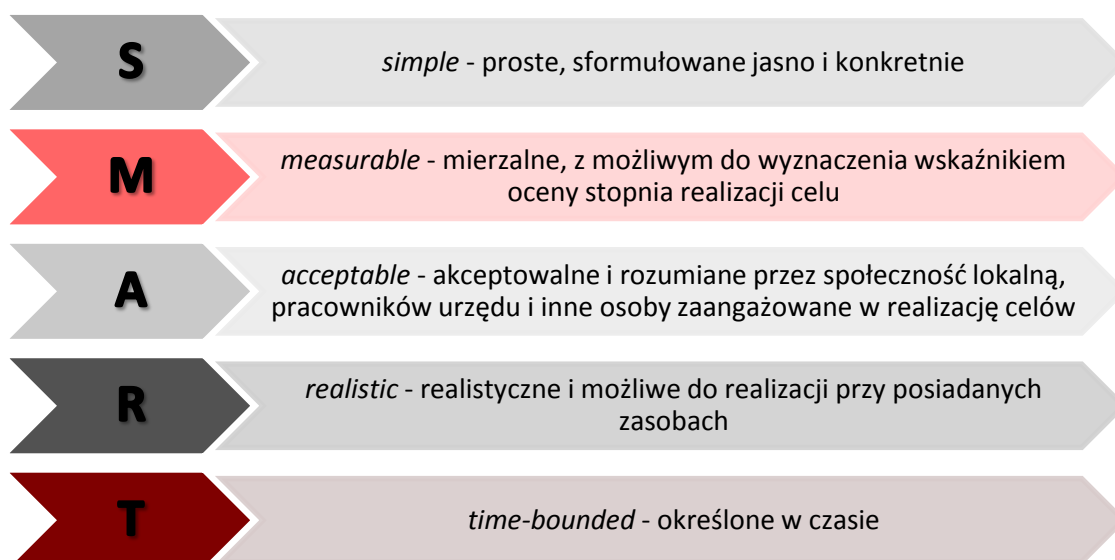 S
simple - proste, sformułowane jasno i konkretnie
M
measurable - mierzalne, z możliwym do wyznaczenia wskaźnikiem
oceny stopnia realizacji celu
A
acceptable - akceptowalne i rozumiane przez społeczność lokalną,
pracowników urzędu i inne osoby zaangażowane w realizację celów
R
realistic - realistyczne i możliwe do realizacji przy posiadanych
zasobach
T
time-bounded - określone w czasie